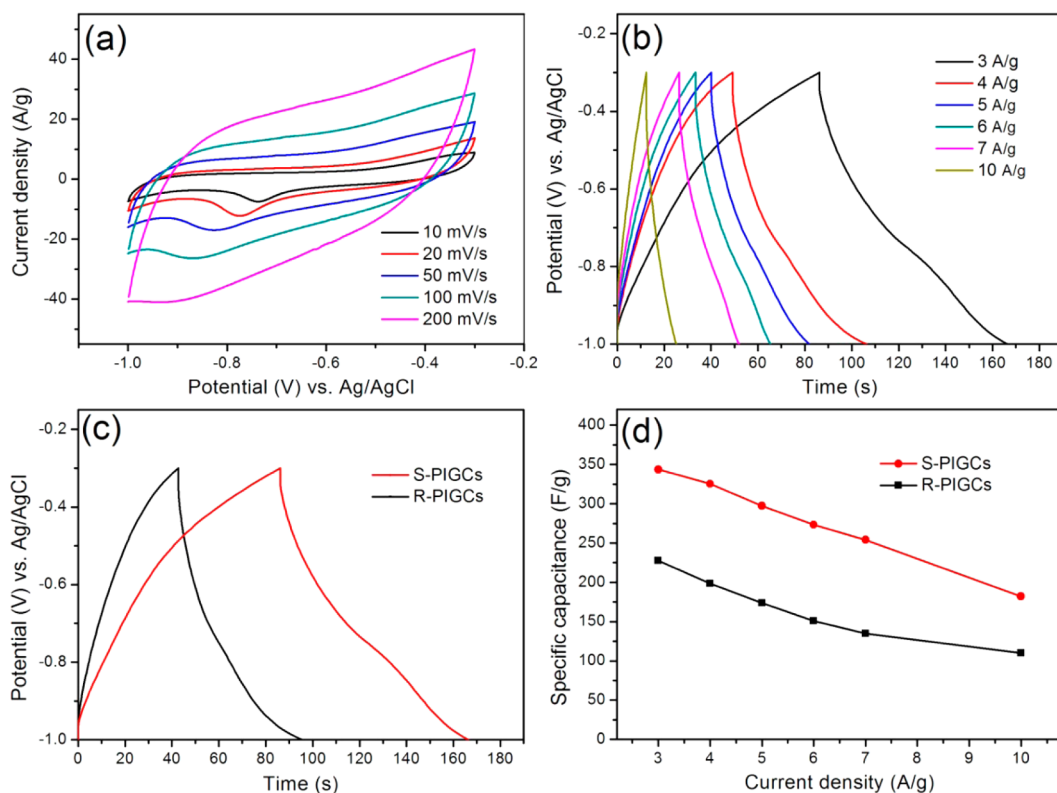 (a)
Current density (A/g)
40
20
0
-20
-40
10 mV/s
20 mV/s
50 mV/s
100 mV/s
200 mV/s
-1.0
-0.8
-0.6
-0.4
-0.2
Potential (V) vs. Ag/AgCl
(b)
Potential (V) vs. Ag/AgCl
-0.2
-0.4
-0.6
-0.8
-1.0
3 A/g
4 A/g
5 A/g
6 A/g
7 A/g
10 A/g
0 20 40 60 80 100 120 140 160 180
Time (s)
(c)
Potential (V) vs. Ag/AgCl
-0.2
-0.4
-0.6
-0.8
-1.0
S-PIGCs
R-PIGCs
0 20 40 60 80 100 120 140 160 180
Time (s)
(d)
Specific capacitance (F/g)
400
350
300
250
200
150
100
50
0
S-PIGCs
R-PIGCs
3 4 5 6 7 8 9 10
Current density (A/g)